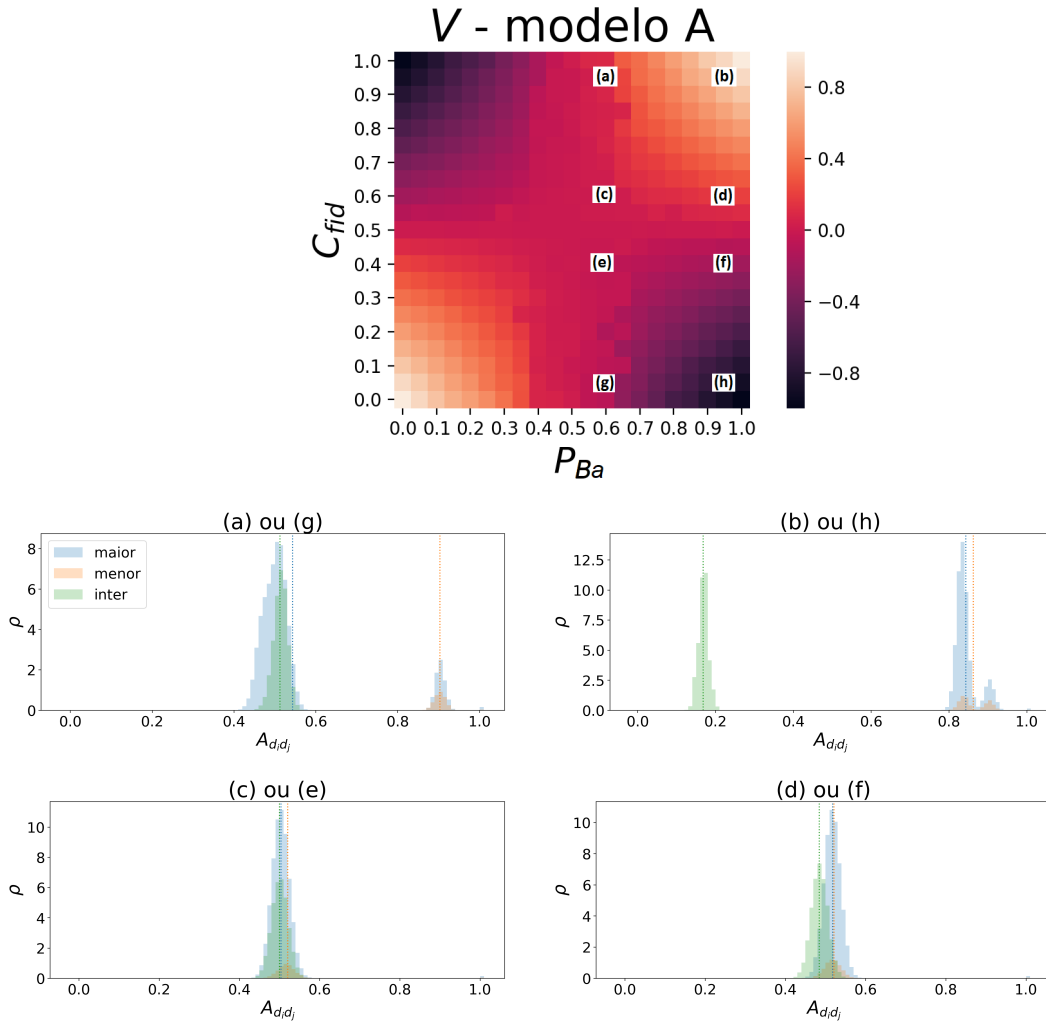 V - modelo A
C_fid
1.0
0.9
0.8
0.7
0.6
0.5
0.4
0.3
0.2
0.1
0.0
(a)
(b)
(c)
(d)
(e)
(f)
(g)
(h)
0.0 0.1 0.2 0.3 0.4 0.5 0.6 0.7 0.8 0.9 1.0
P_Ba
0.8
0.4
0.0
−0.4
−0.8
(a) ou (g)
maior
menor
inter
ρ
8
6
4
2
0
0.0 0.2 0.4 0.6 0.8 1.0
A_{d_i d_j}
(b) ou (h)
ρ
12.5
10.0
7.5
5.0
2.5
0.0
0.0 0.2 0.4 0.6 0.8 1.0
A_{d_i d_j}
(c) ou (e)
ρ
10
8
6
4
2
0
0.0 0.2 0.4 0.6 0.8 1.0
A_{d_i d_j}
(d) ou (f)
ρ
10
8
6
4
2
0
0.0 0.2 0.4 0.6 0.8 1.0
A_{d_i d_j}